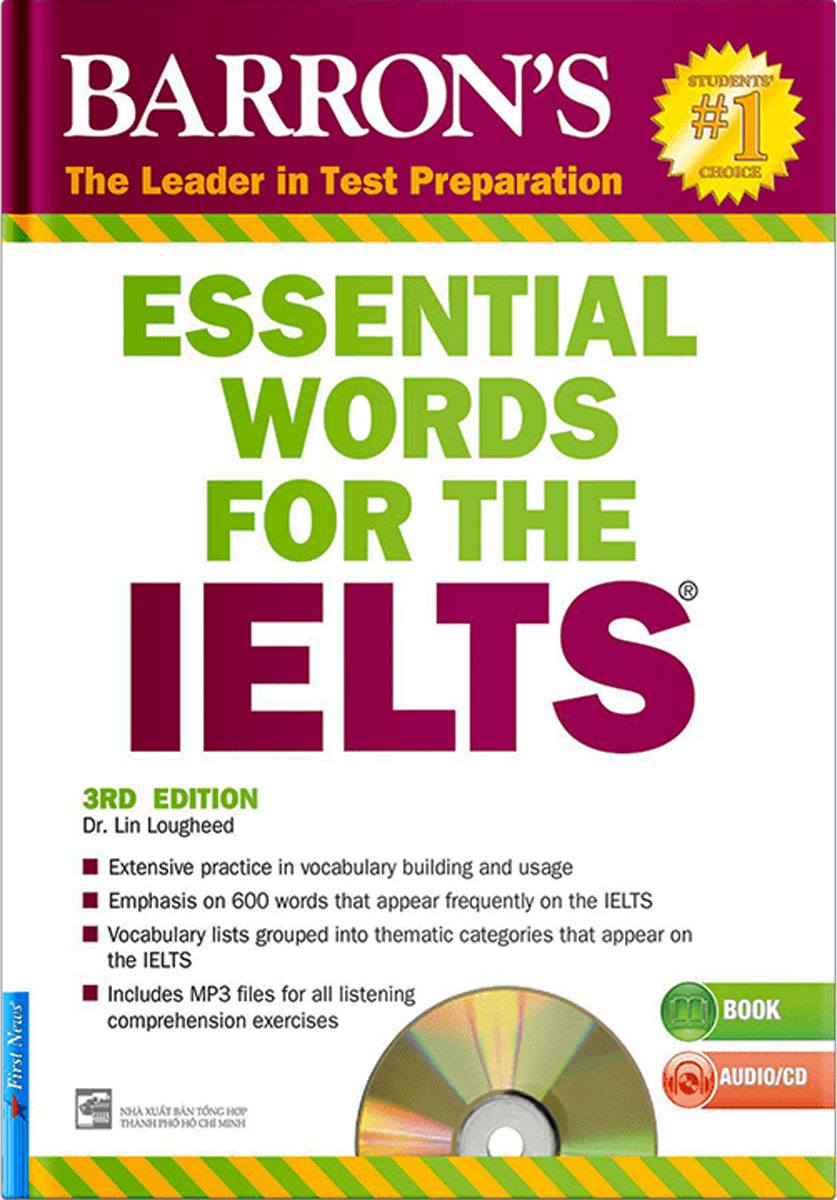 BARRON'S
The Leader in Test Preparation
STUDENTS'
#1
CHOICE
ESSENTIAL
WORDS
FOR THE
IELTS®
3RD EDITION
Dr. Lin Lougheed
Extensive practice in vocabulary building and usage
Emphasis on 600 words that appear frequently on the IELTS
Vocabulary lists grouped into thematic categories that appear on
the IELTS
Includes MP3 files for all listening
comprehension exercises
BOOK
AUDIO/CD
First News
NHÀ XUẤT BẢN TỔNG HỢP
THÀNH PHỐ HỒ CHÍ MINH